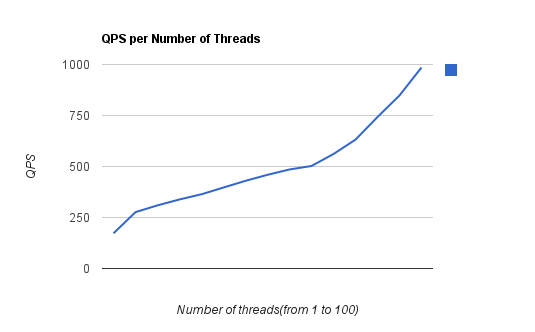 QPS per Number of Threads
1000
750
500
250
0
QPS
Number of threads(from 1 to 100)